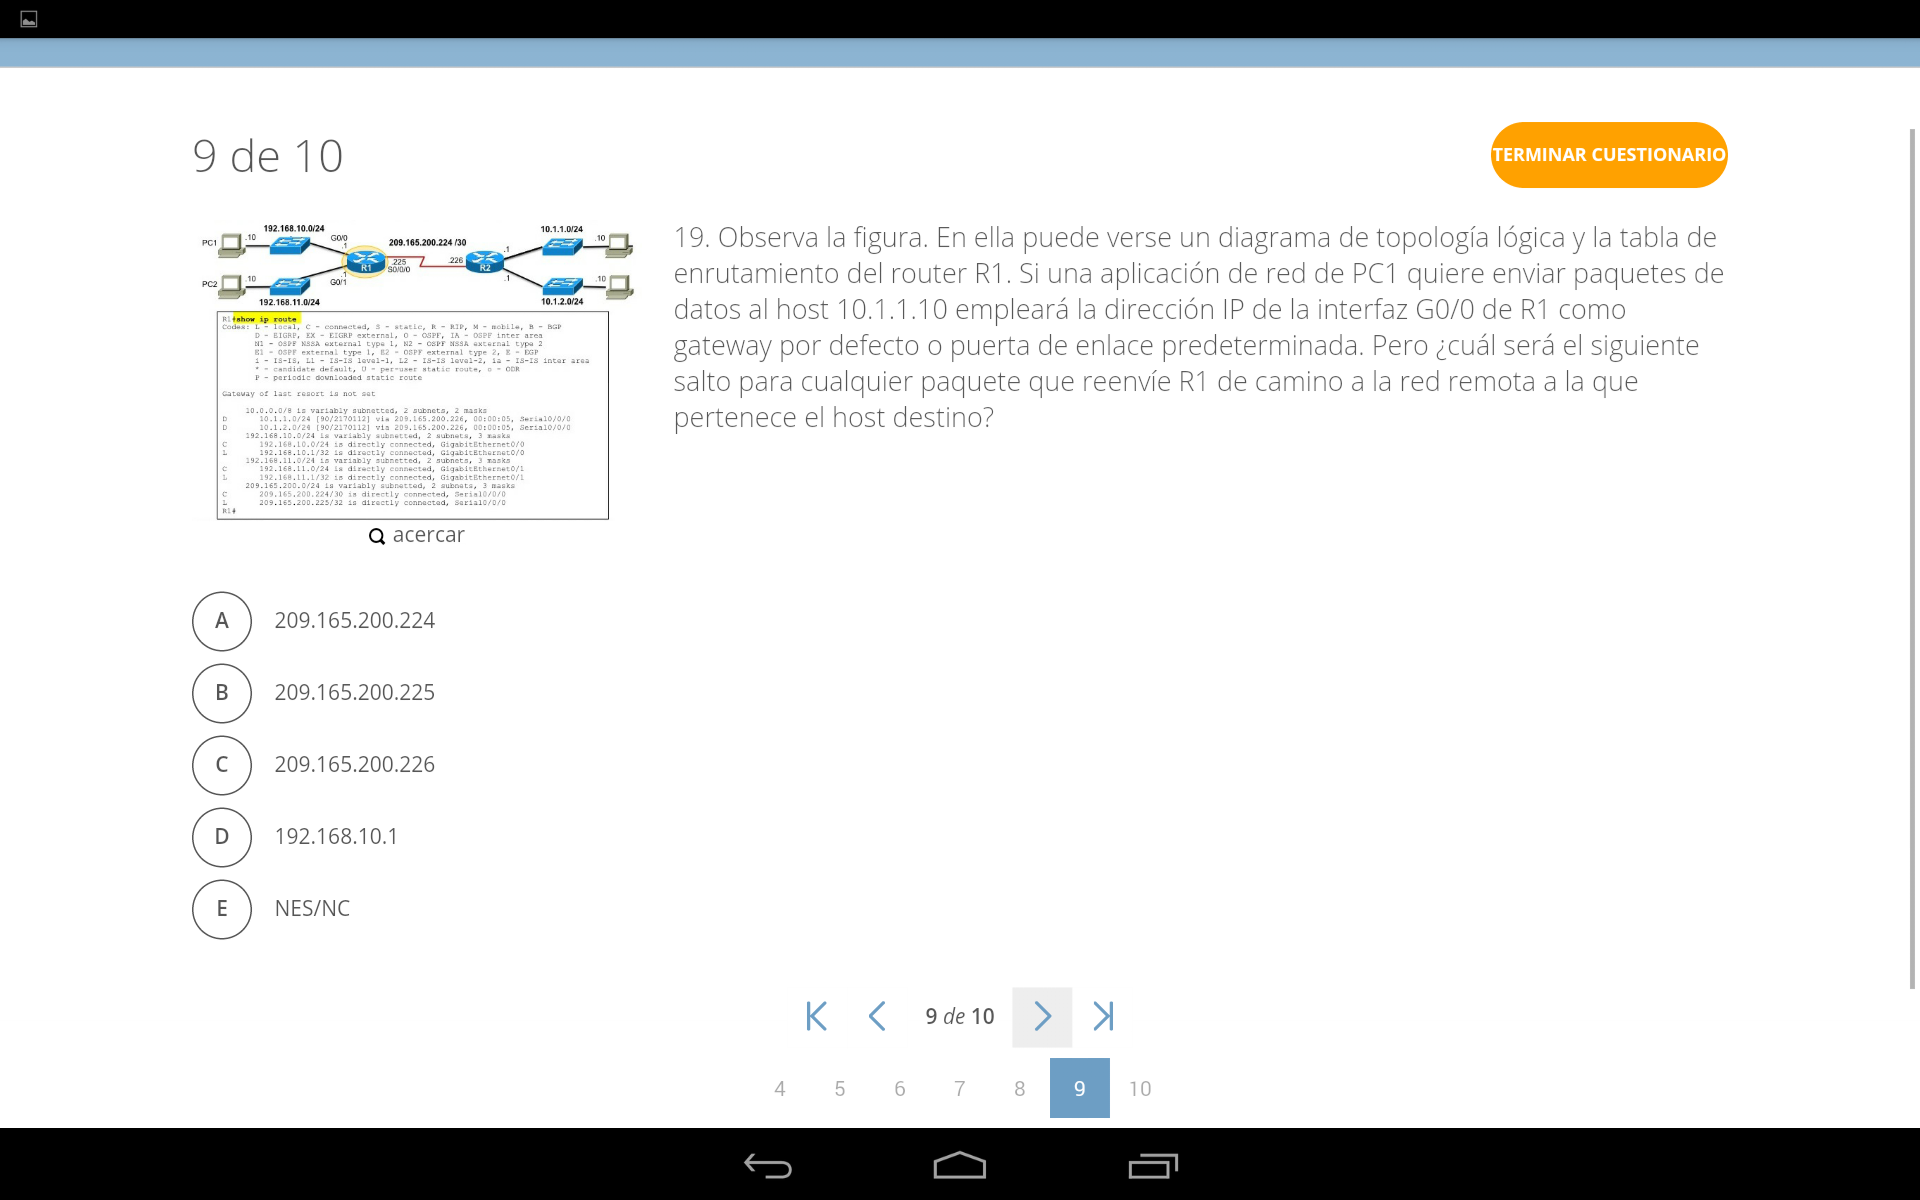 9 de 10
TERMINAR CUESTIONARIO
192.168.10.0/24
10.1.1.0/24
PC1
.10
G0/0
.1
209.165.200.224 /30
.1
.10
R1
.225
S0/0/0
.226
R2
PC2
.10
.1
G0/1
.1
.10
192.168.11.0/24
10.1.2.0/24
R1#show ip route
Codes: L - local, C - connected, S - static, R - RIP, M - mobile, B - BGP
D - EIGRP, EX - EIGRP external, O - OSPF, IA - OSPF inter area
N1 - OSPF NSSA external type 1, N2 - OSPF NSSA external type 2
E1 - OSPF external type 1, E2 - OSPF external type 2, E - EGP
i - IS-IS, L1 - IS-IS level-1, L2 - IS-IS level-2, ia - IS-IS inter area
* - candidate default, U - per-user static route, o - ODR
P - periodic downloaded static route
Gateway of last resort is not set
10.0.0.0/8 is variably subnetted, 2 subnets, 2 masks
D 10.1.1.0/24 [90/2170112] via 209.165.200.226, 00:00:05, Serial0/0/0
D 10.1.2.0/24 [90/2170112] via 209.165.200.226, 00:00:05, Serial0/0/0
192.168.10.0/24 is variably subnetted, 2 subnets, 3 masks
C 192.168.10.0/24 is directly connected, GigabitEthernet0/0
L 192.168.10.1/32 is directly connected, GigabitEthernet0/0
192.168.11.0/24 is variably subnetted, 2 subnets, 3 masks
C 192.168.11.0/24 is directly connected, GigabitEthernet0/1
L 192.168.11.1/32 is directly connected, GigabitEthernet0/1
209.165.200.0/24 is variably subnetted, 2 subnets, 3 masks
C 209.165.200.224/30 is directly connected, Serial0/0/0
L 209.165.200.225/32 is directly connected, Serial0/0/0
R1#
acercar
19. Observa la figura. En ella puede verse un diagrama de topología lógica y la tabla de
enrutamiento del router R1. Si una aplicación de red de PC1 quiere enviar paquetes de
datos al host 10.1.1.10 empleará la dirección IP de la interfaz G0/0 de R1 como
gateway por defecto o puerta de enlace predeterminada. Pero ¿cuál será el siguiente
salto para cualquier paquete que reenvíe R1 de camino a la red remota a la que
pertenece el host destino?
A 209.165.200.224
B 209.165.200.225
C 209.165.200.226
D 192.168.10.1
E NES/NC
9 de 10
4 5 6 7 8 9 10